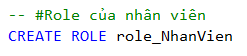 -- #Role của nhân viên
CREATE ROLE role_NhanVien